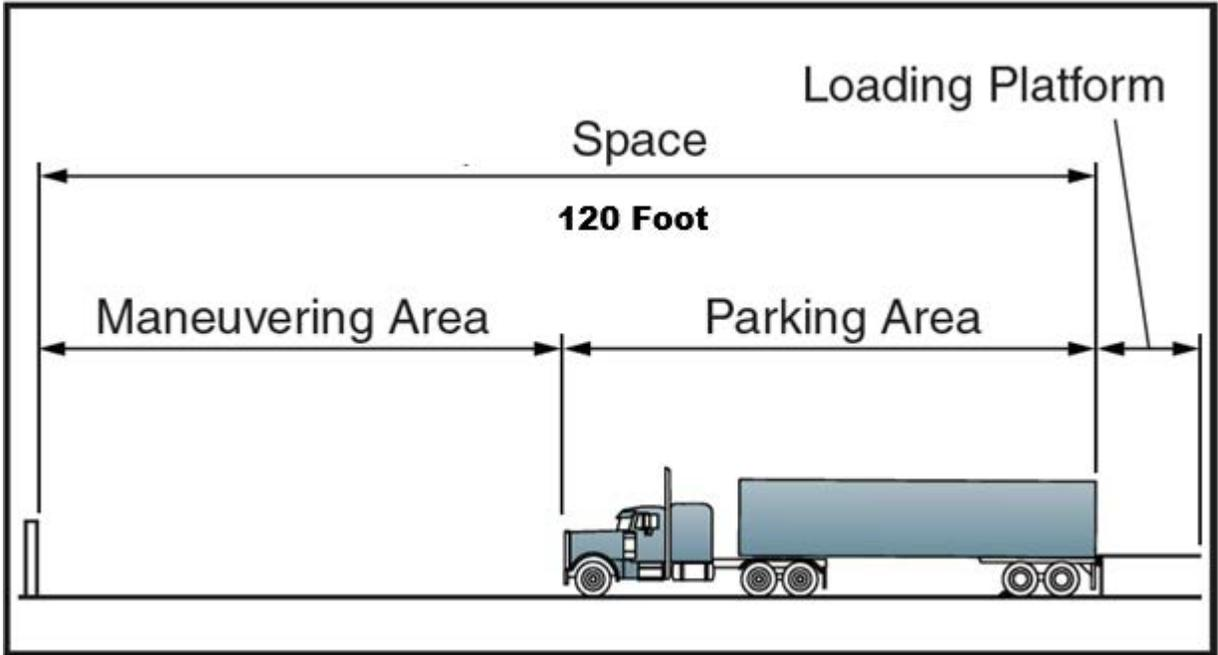 Loading Platform
Space
120 Foot
Maneuvering Area
Parking Area